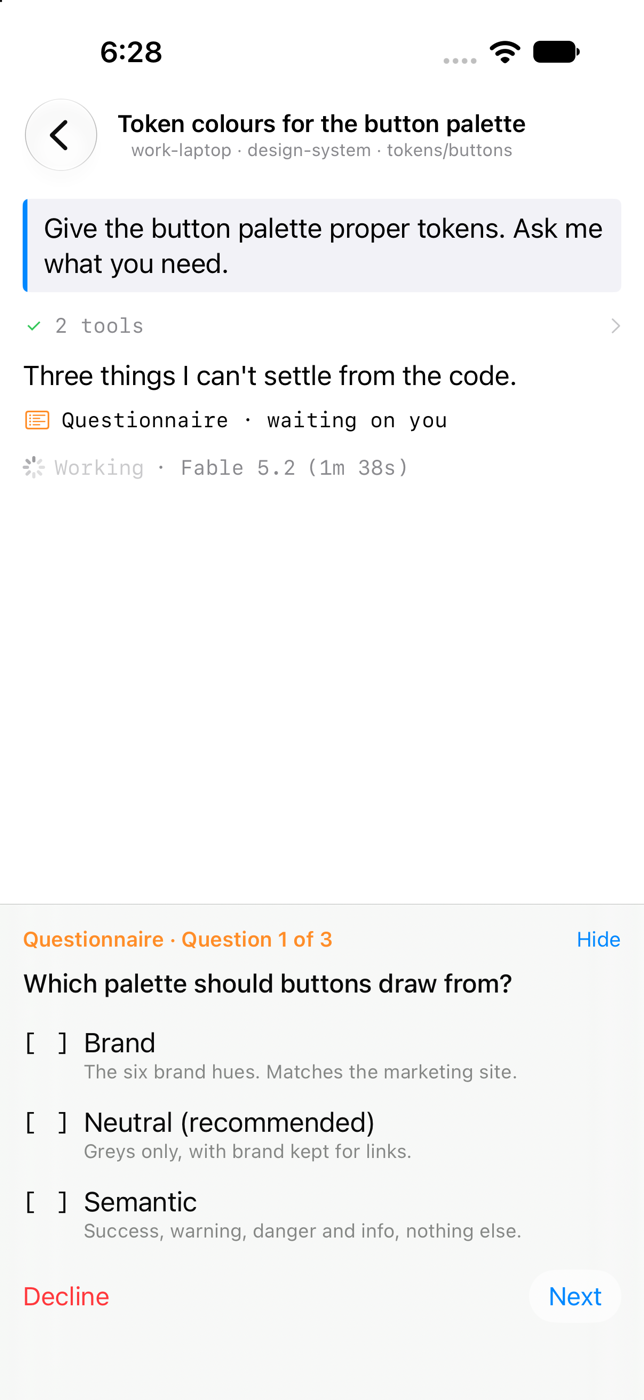 6:28
Token colours for the button palette
work-laptop · design-system · tokens/buttons
Give the button palette proper tokens. Ask me
what you need.
2 tools
Three things I can't settle from the code.
Questionnaire · waiting on you
Working · Fable 5.2 (1m 38s)
Questionnaire · Question 1 of 3
Hide
Which palette should buttons draw from?
[ ] Brand
The six brand hues. Matches the marketing site.
[ ] Neutral (recommended)
Greys only, with brand kept for links.
[ ] Semantic
Success, warning, danger and info, nothing else.
Decline
Next